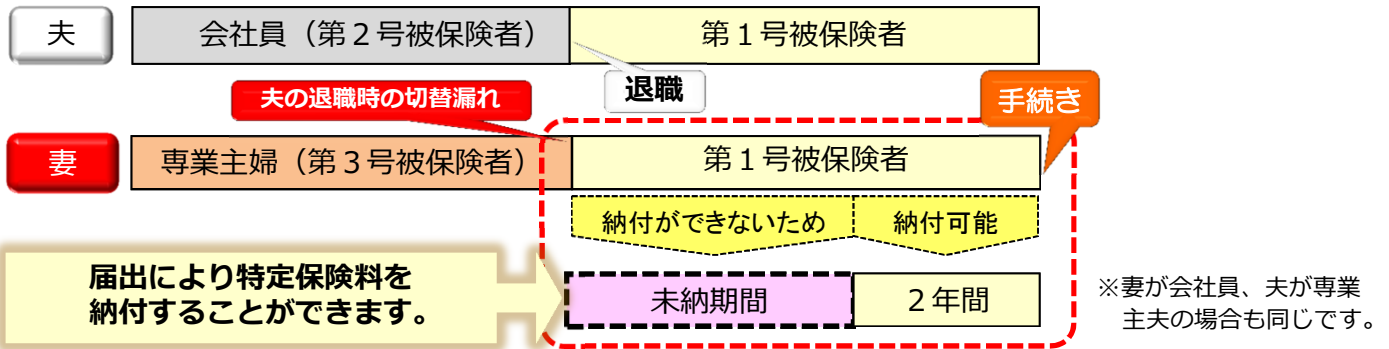 夫
会社員（第２号被保険者）
第１号被保険者
退職
夫の退職時の切替漏れ
手続き
妻
専業主婦（第３号被保険者）
第１号被保険者
納付ができないため
納付可能
届出により特定保険料を
納付することができます。
未納期間
２年間
※妻が会社員、夫が専業
主夫の場合も同じです。